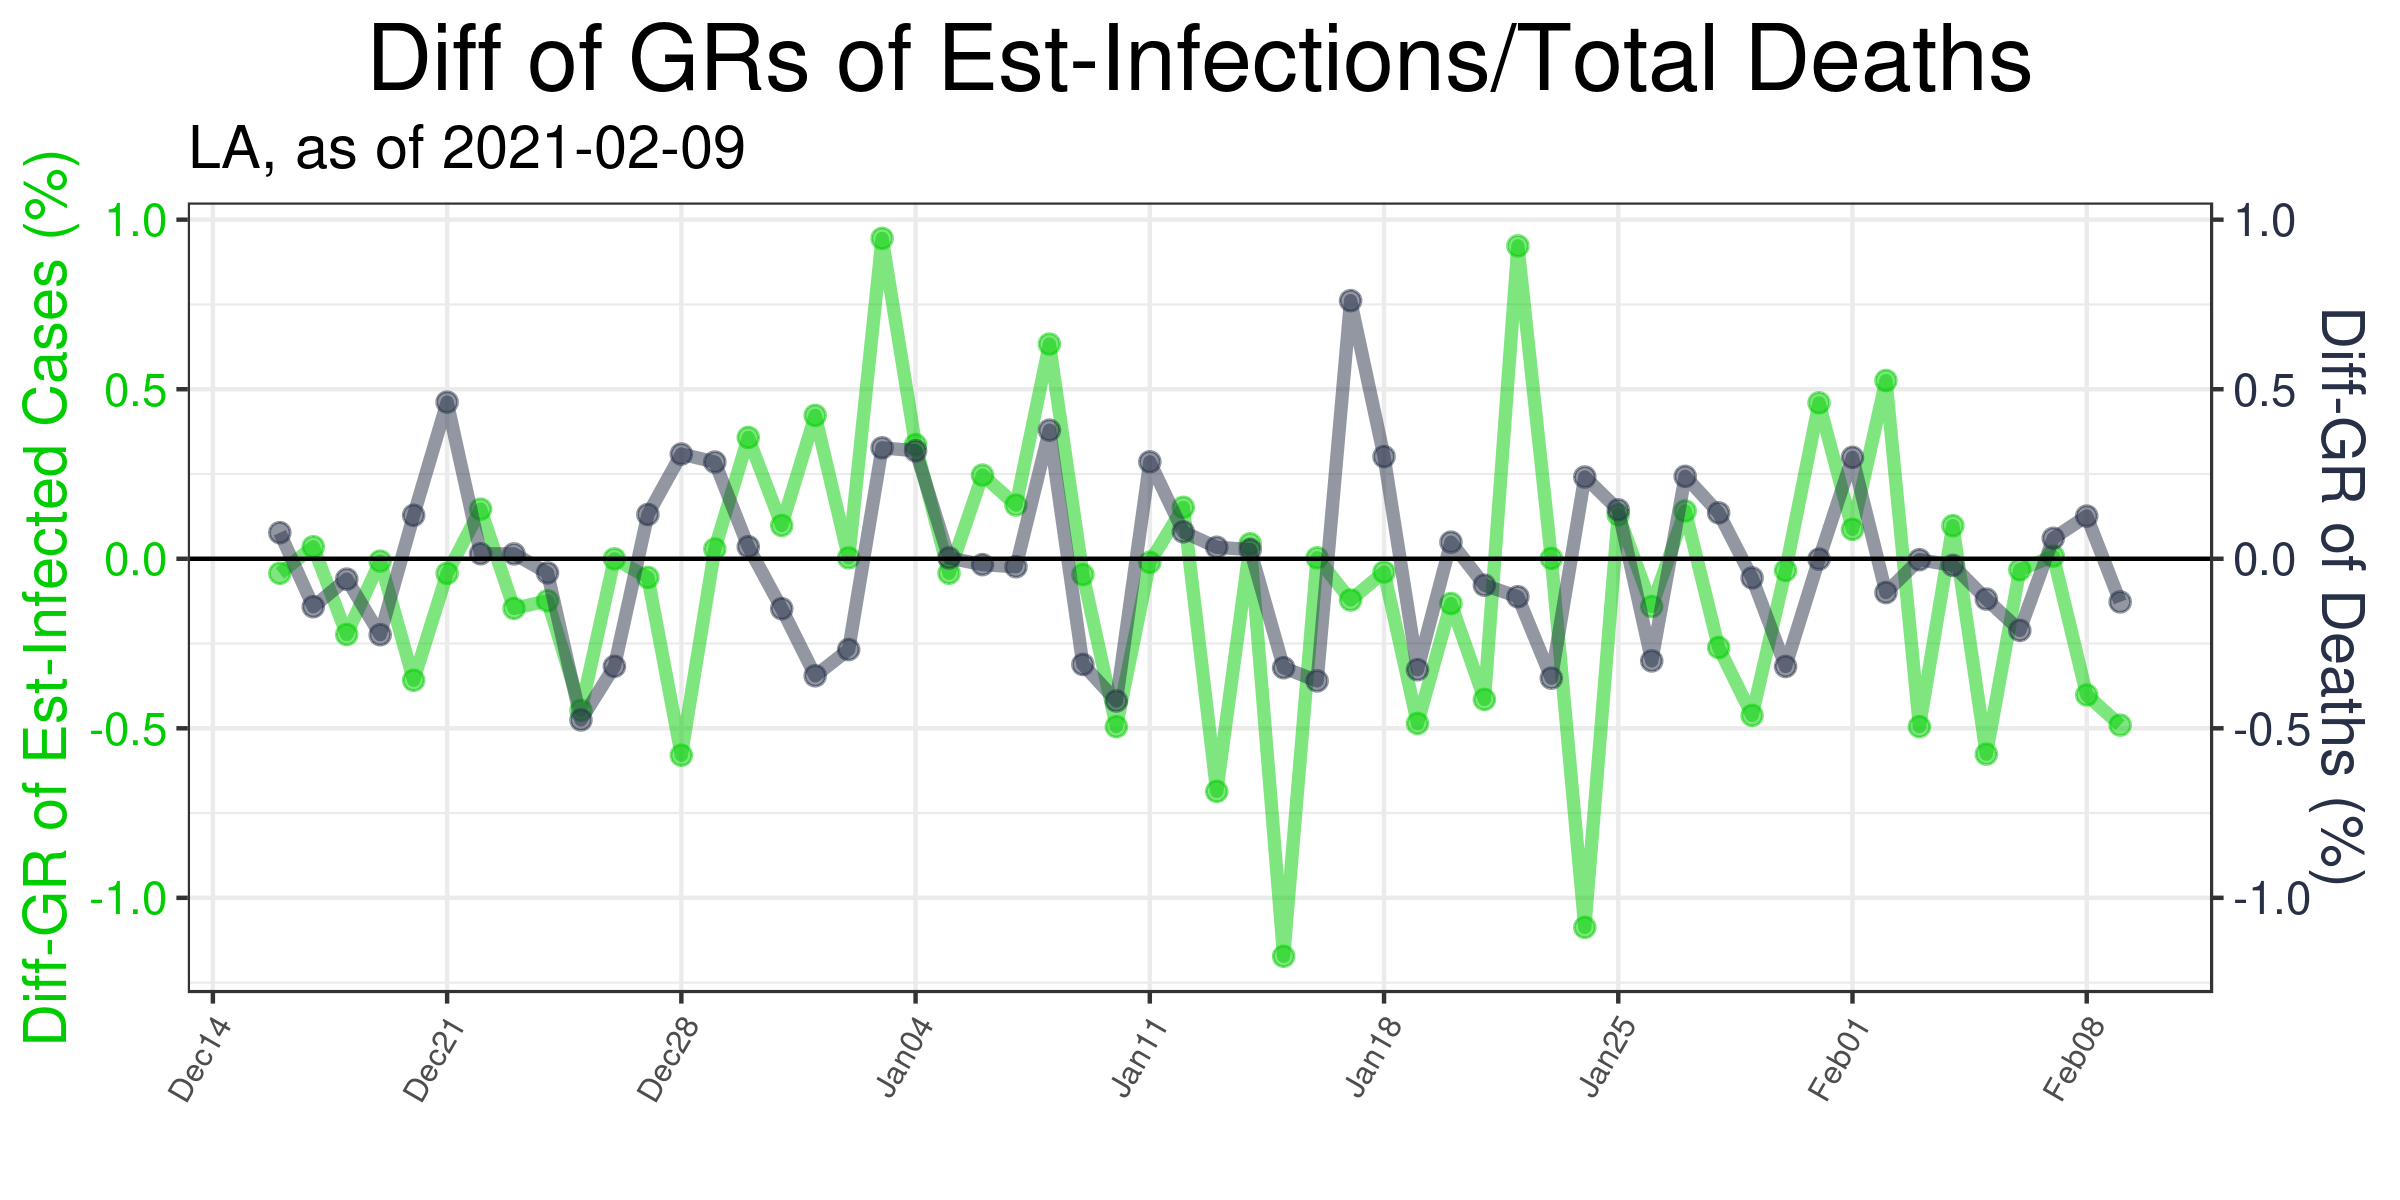 Diff of GRs of Est-Infections/Total Deaths
LA, as of 2021-02-09
Diff-GR of Est-Infected Cases (%)
1.0
0.5
0.0
-0.5
-1.0
1.0
0.5
0.0
-0.5
-1.0
Diff-GR of Deaths (%)
Dec14
Dec21
Dec28
Jan04
Jan11
Jan18
Jan25
Feb01
Feb08